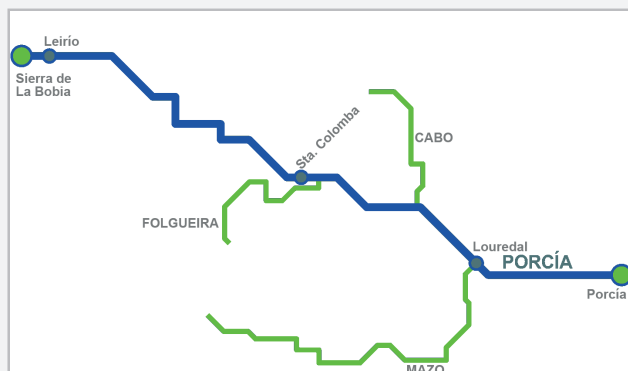 Leirío
Sierra de
La Bobia
Sta. Colomba
CABO
FOLGUEIRA
Louredal
PORCÍA
Porcía
MAZO